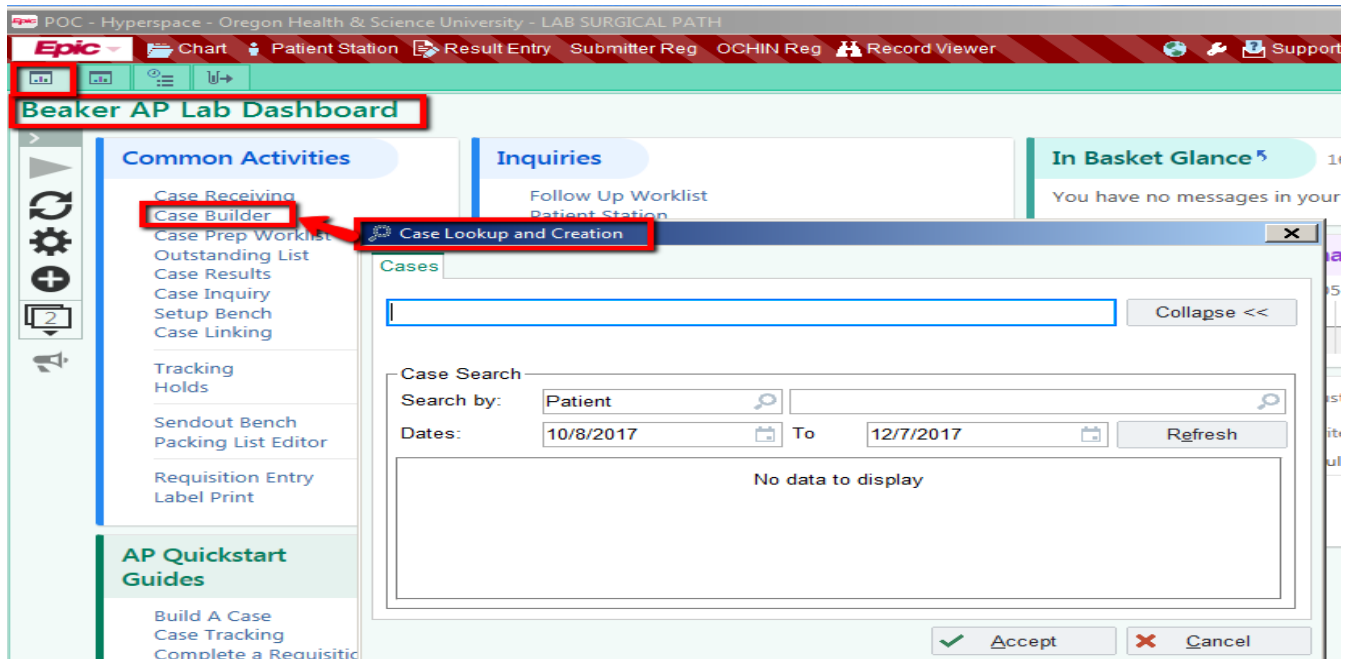 Epic POC - Hyperspace - Oregon Health & Science University - LAB SURGICAL PATH
Epic Chart Patient Station Result Entry Submitter Reg OCHIN Reg Record Viewer Support
Beaker AP Lab Dashboard
Common Activities
Case Receiving
Case Builder
Case Prep Worklist
Outstanding List
Case Results
Case Inquiry
Setup Bench
Case Linking
Tracking
Holds
Sendout Bench
Packing List Editor
Requisition Entry
Label Print
AP Quickstart
Guides
Build A Case
Case Tracking
Complete a Requisitio
Inquiries
Follow Up Worklist
Patient Station
In Basket Glance
You have no messages in your
2
Case Lookup and Creation
Cases
Collapse <<
Case Search
Search by: Patient
Dates: 10/8/2017 To 12/7/2017 Refresh
No data to display
Accept Cancel